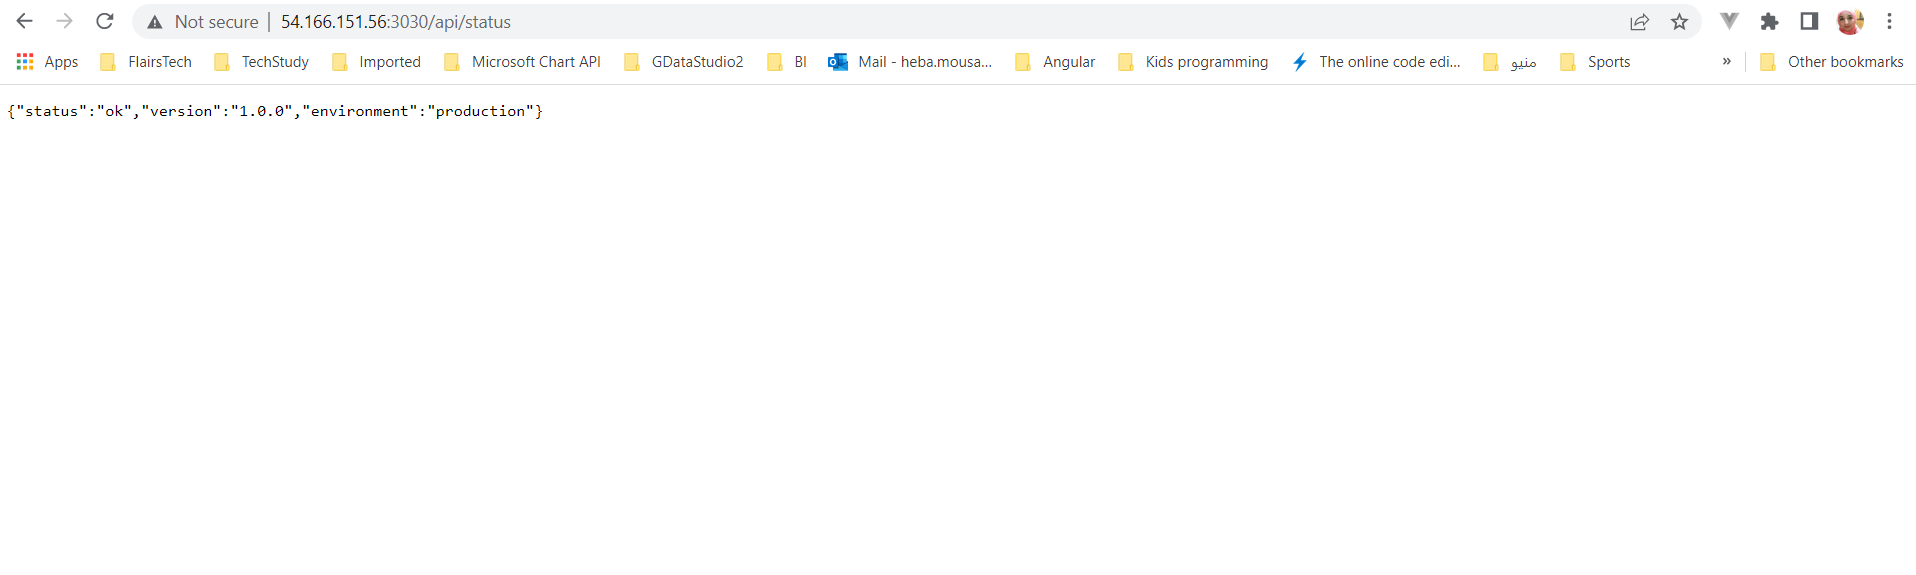 Not secure | 54.166.151.56:3030/api/status
Apps FlairsTech TechStudy Imported Microsoft Chart API GDataStudio2 BI Mail - heba.mousa... Angular Kids programming The online code edi... منيو Sports » Other bookmarks
{"status":"ok","version":"1.0.0","environment":"production"}